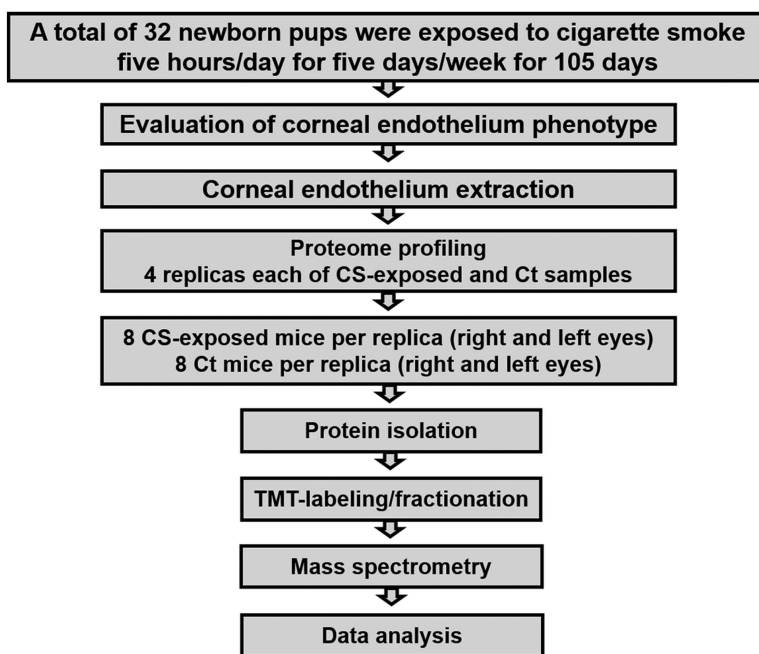 A total of 32 newborn pups were exposed to cigarette smoke
five hours/day for five days/week for 105 days
Evaluation of corneal endothelium phenotype
Corneal endothelium extraction
Proteome profiling
4 replicas each of CS-exposed and Ct samples
8 CS-exposed mice per replica (right and left eyes)
8 Ct mice per replica (right and left eyes)
Protein isolation
TMT-labeling/fractionation
Mass spectrometry
Data analysis